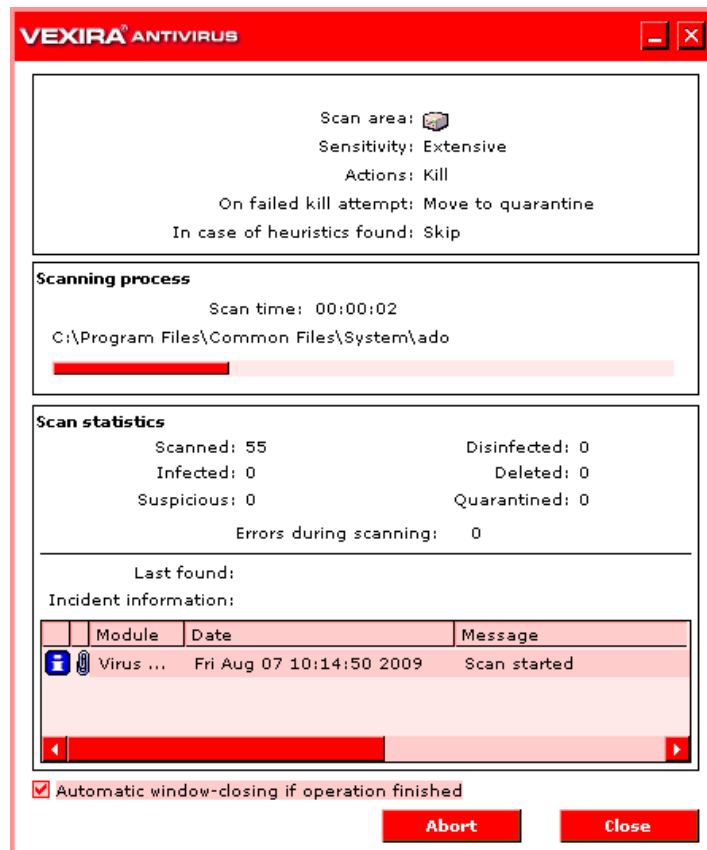 VEXIRA® ANTIVIRUS
Scan area:
Sensitivity: Extensive
Actions: Kill
On failed kill attempt: Move to quarantine
In case of heuristics found: Skip
Scanning process
Scan time: 00:00:02
C:\Program Files\Common Files\System\ado
Scan statistics
Scanned: 55 Disinfected: 0
Infected: 0 Deleted: 0
Suspicious: 0 Quarantined: 0
Errors during scanning: 0
Last found:
Incident information:
Module Date Message
Virus ... Fri Aug 07 10:14:50 2009 Scan started
Automatic window-closing if operation finished
Abort Close